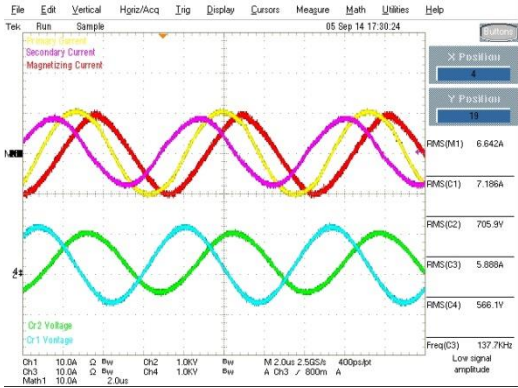 File Edit Vertical Horiz/Acq Trig Display Cursors Measure Math Utilities Help
Tek Run Sample 05 Sep 14 17:30:24 Buttons
Primary Current
Secondary Current
Magnetizing Current
X Position
4
Y Position
19
RMS(M1) 6.642A
RMS(C1) 7.186A
RMS(C2) 705.9V
RMS(C3) 5.888A
RMS(C4) 566.1V
Freq(C3) 137.7KHz
Low signal
amplitude
Cr2 Voltage
Cr1 Vontage
Ch1 10.0A Ω Bw Ch2 1.0KV Bw M 2.0us 2.5GS/s 400ps/pt
Ch3 10.0A Ω Bw Ch4 1.0KV Bw A Ch3 ∕ 800m A
Math1 10.0A 2.0us